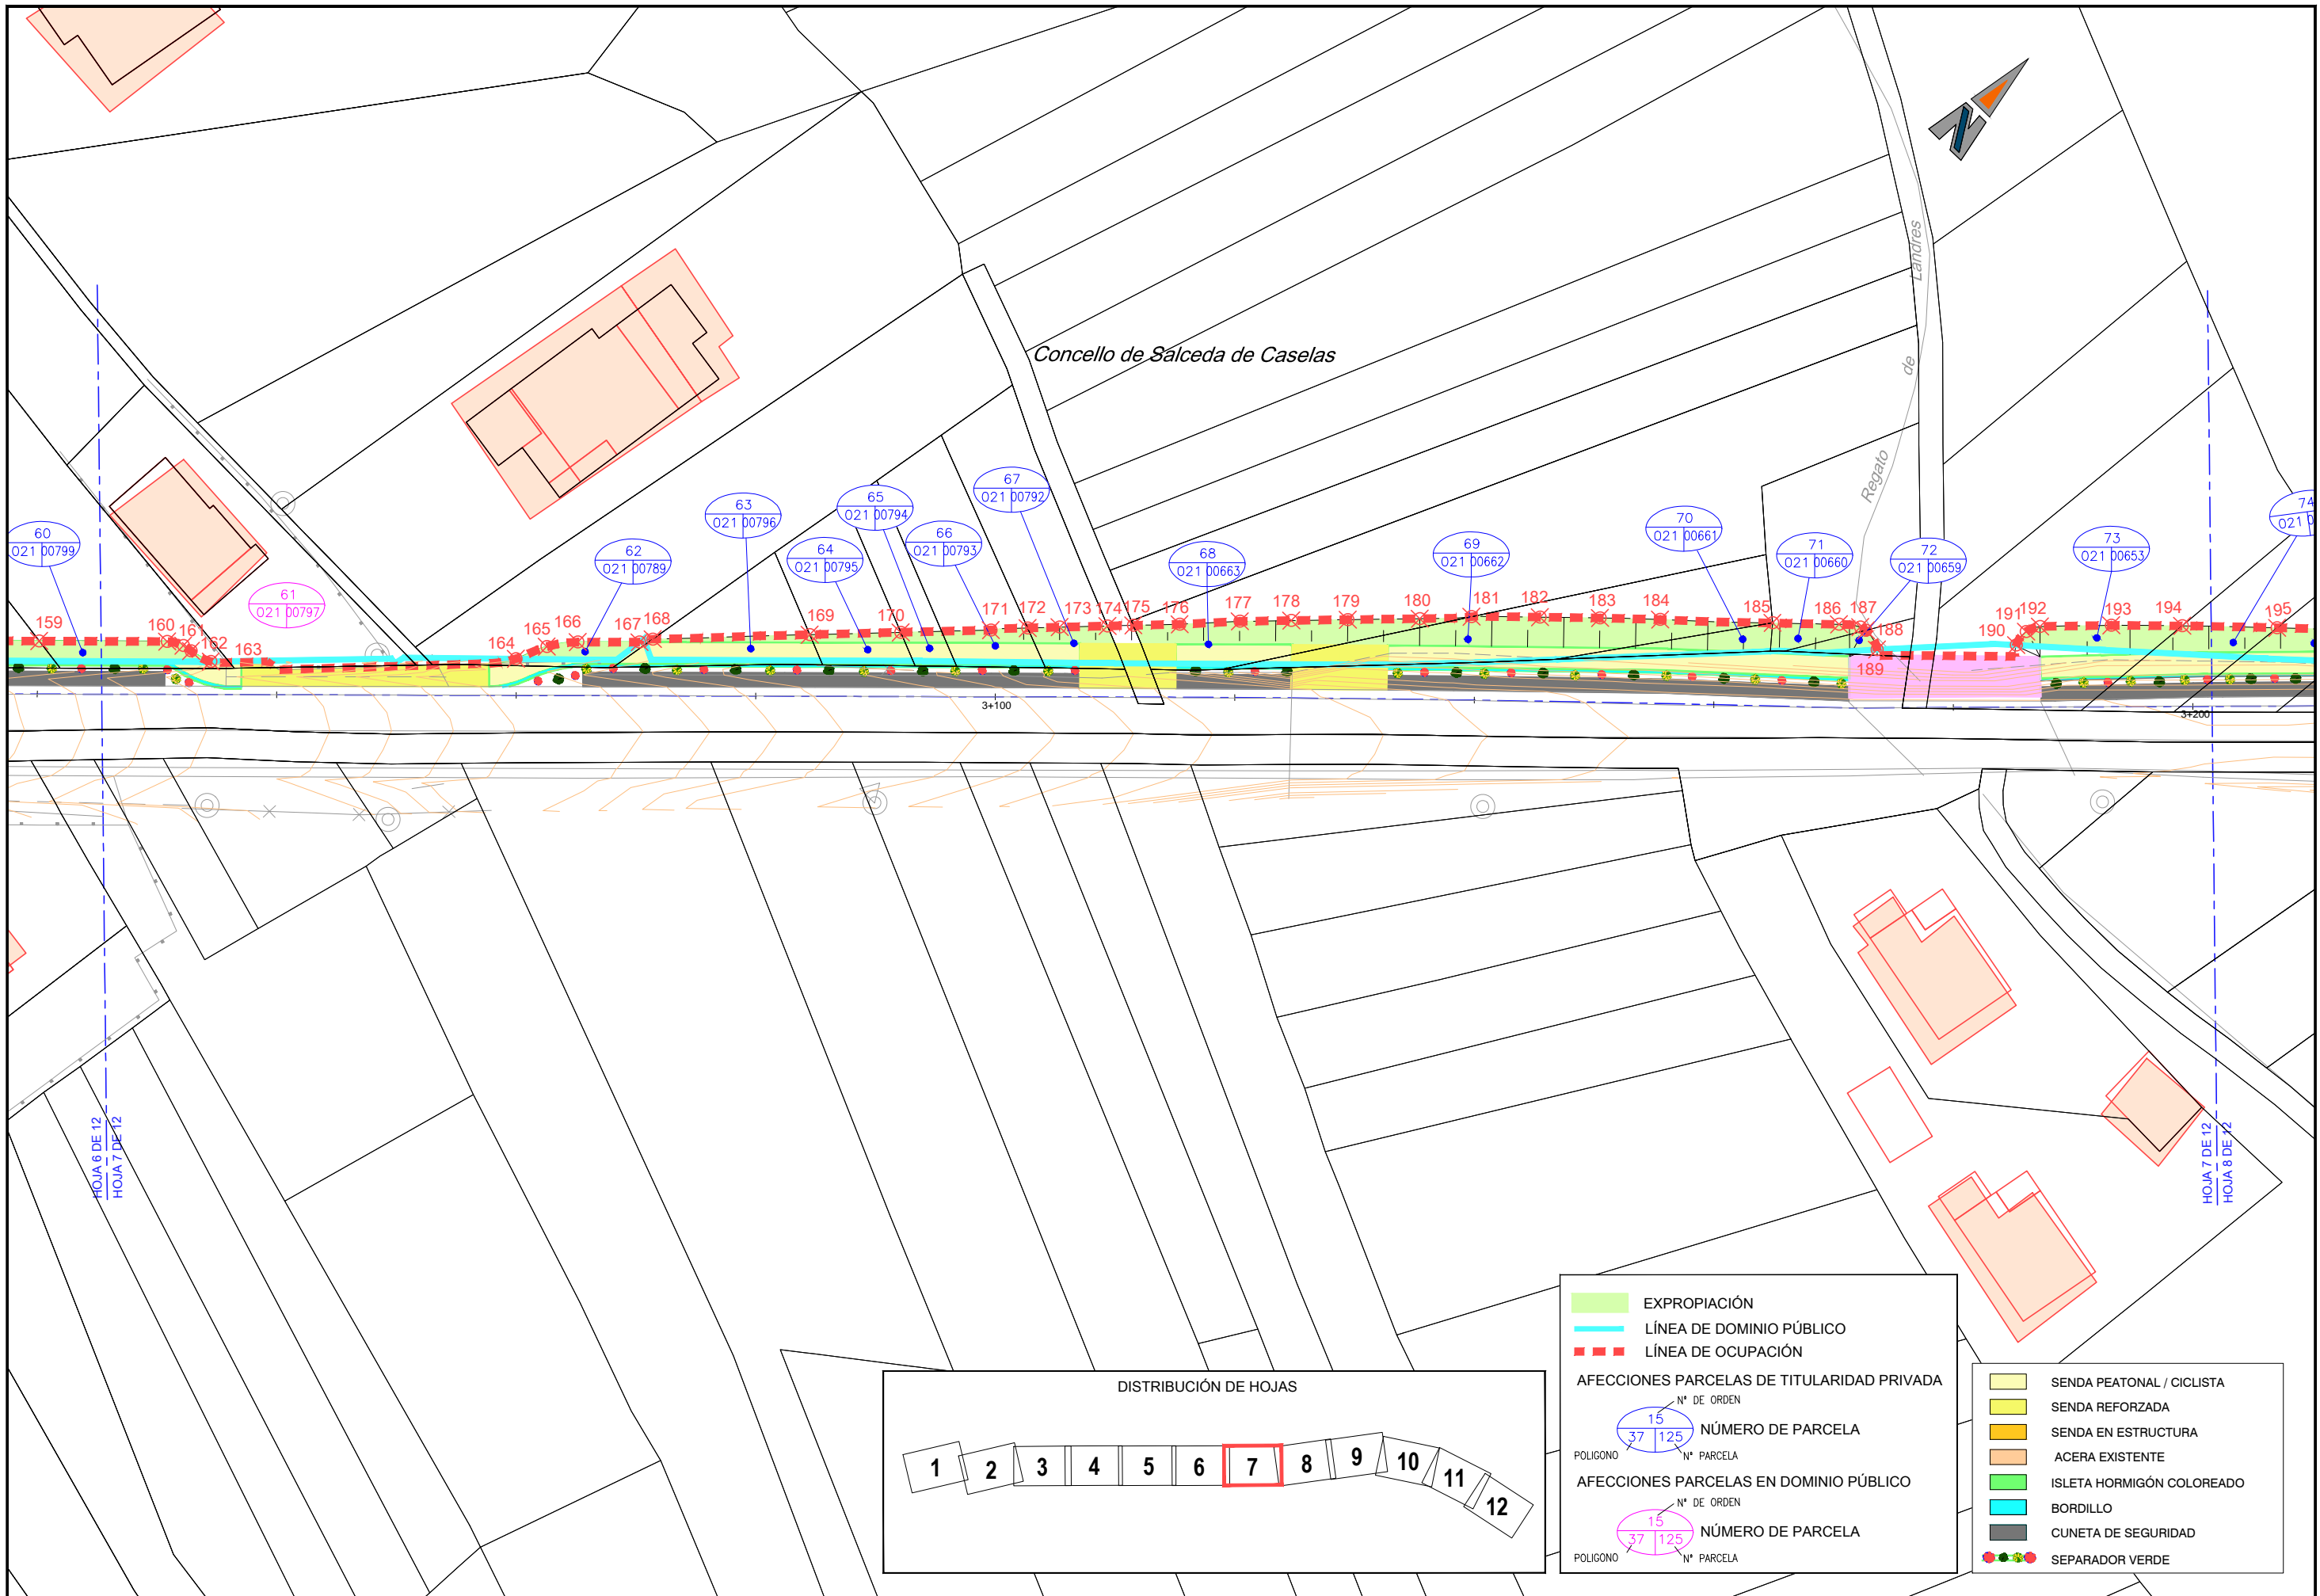 N
Landres
de
Regato
Concello de Salceda de Caselas
60
021 00799
61
021 00797
62
021 00789
63
021 00796
64
021 00795
65
021 00794
66
021 00793
67
021 00792
68
021 00663
69
021 00662
70
021 00661
71
021 00660
72
021 00659
73
021 00653
74
021
159
160
161
162
163
164
165
166
167
168
169
170
171
172
173
174
175
176
177
178
179
180
181
182
183
184
185
186
187
188
189
190
191
192
193
194
195
3+100
3+200
HOJA 6 DE 12
HOJA 7 DE 12
HOJA 7 DE 12
HOJA 8 DE 12
DISTRIBUCIÓN DE HOJAS
1 2 3 4 5 6 7 8 9 10 11 12
EXPROPIACIÓN
LÍNEA DE DOMINIO PÚBLICO
LÍNEA DE OCUPACIÓN
AFECCIONES PARCELAS DE TITULARIDAD PRIVADA
Nº DE ORDEN
15
37 125
NÚMERO DE PARCELA
POLIGONO
Nº PARCELA
AFECCIONES PARCELAS EN DOMINIO PÚBLICO
Nº DE ORDEN
15
37 125
NÚMERO DE PARCELA
POLIGONO
Nº PARCELA
SENDA PEATONAL / CICLISTA
SENDA REFORZADA
SENDA EN ESTRUCTURA
ACERA EXISTENTE
ISLETA HORMIGÓN COLOREADO
BORDILLO
CUNETA DE SEGURIDAD
SEPARADOR VERDE